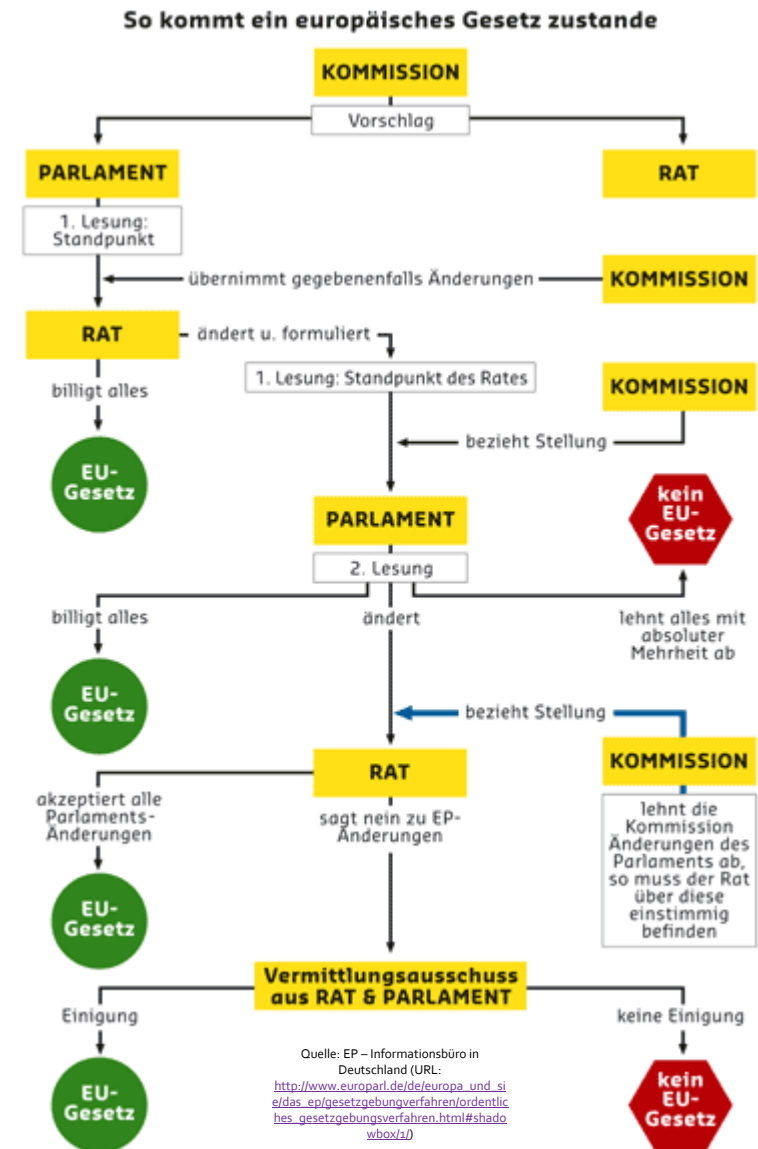 So kommt ein europäisches Gesetz zustande
KOMMISSION
Vorschlag
PARLAMENT
RAT
1. Lesung:
Standpunkt
übernimmt gegebenenfalls Änderungen
KOMMISSION
RAT
ändert u. formuliert
billigt alles
1. Lesung: Standpunkt des Rates
KOMMISSION
bezieht Stellung
EU-
Gesetz
kein
EU-
Gesetz
PARLAMENT
2. Lesung
billigt alles
ändert
lehnt alles mit
absoluter
Mehrheit ab
EU-
Gesetz
bezieht Stellung
KOMMISSION
RAT
akzeptiert alle
Parlaments-
Änderungen
sagt nein zu EP-
Änderungen
lehnt die
Kommission
Änderungen des
Parlaments ab,
so muss der Rat
über diese
einstimmig
befinden
EU-
Gesetz
Vermittlungsausschuss
aus RAT & PARLAMENT
Einigung
keine Einigung
EU-
Gesetz
kein
EU-
Gesetz
Quelle: EP – Informationsbüro in
Deutschland (URL:
http://www.europarl.de/de/europa_und_si
e/das_ep/gesetzgebungverfahren/ordentlic
hes_gesetzgebungsverfahren.html#shado
wbox/1/)